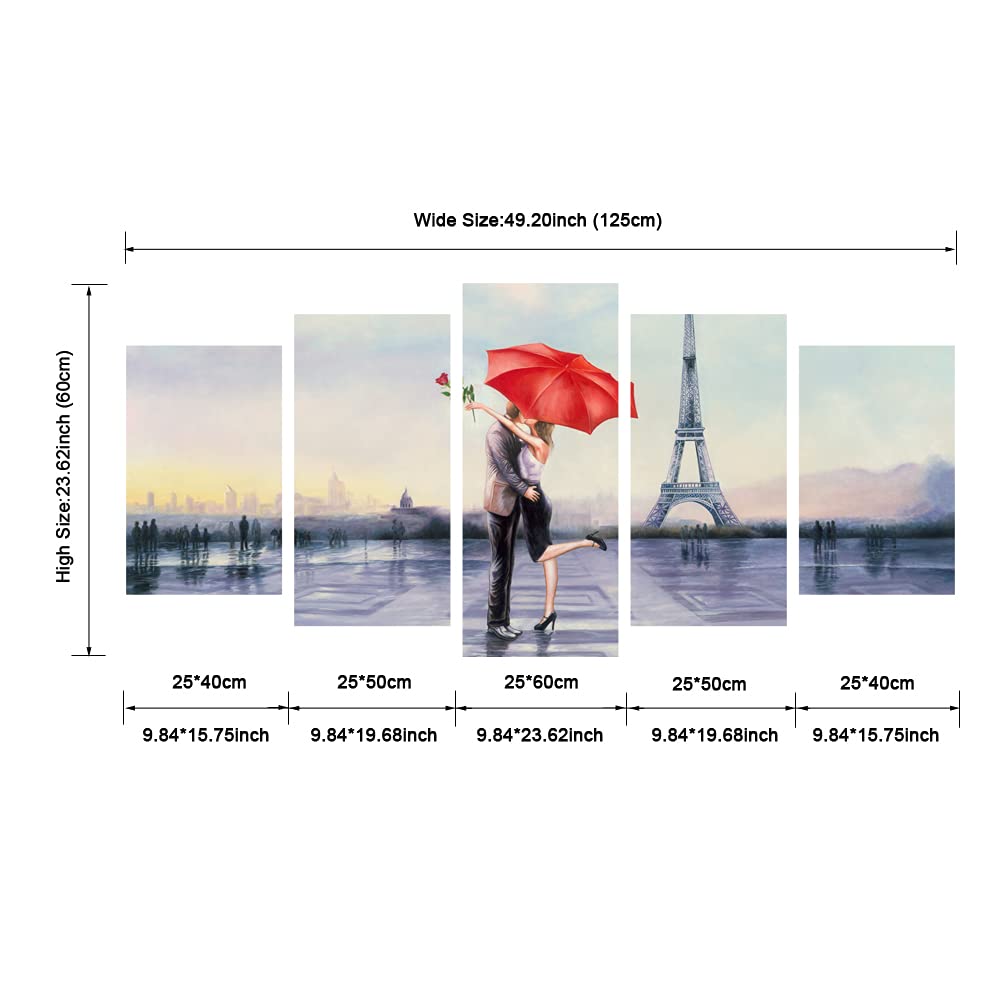 Wide Size:49.20inch (125cm)
High Size:23.62inch (60cm)
25*40cm
25*50cm
25*60cm
25*50cm
25*40cm
9.84*15.75inch
9.84*19.68inch
9.84*23.62inch
9.84*19.68inch
9.84*15.75inch